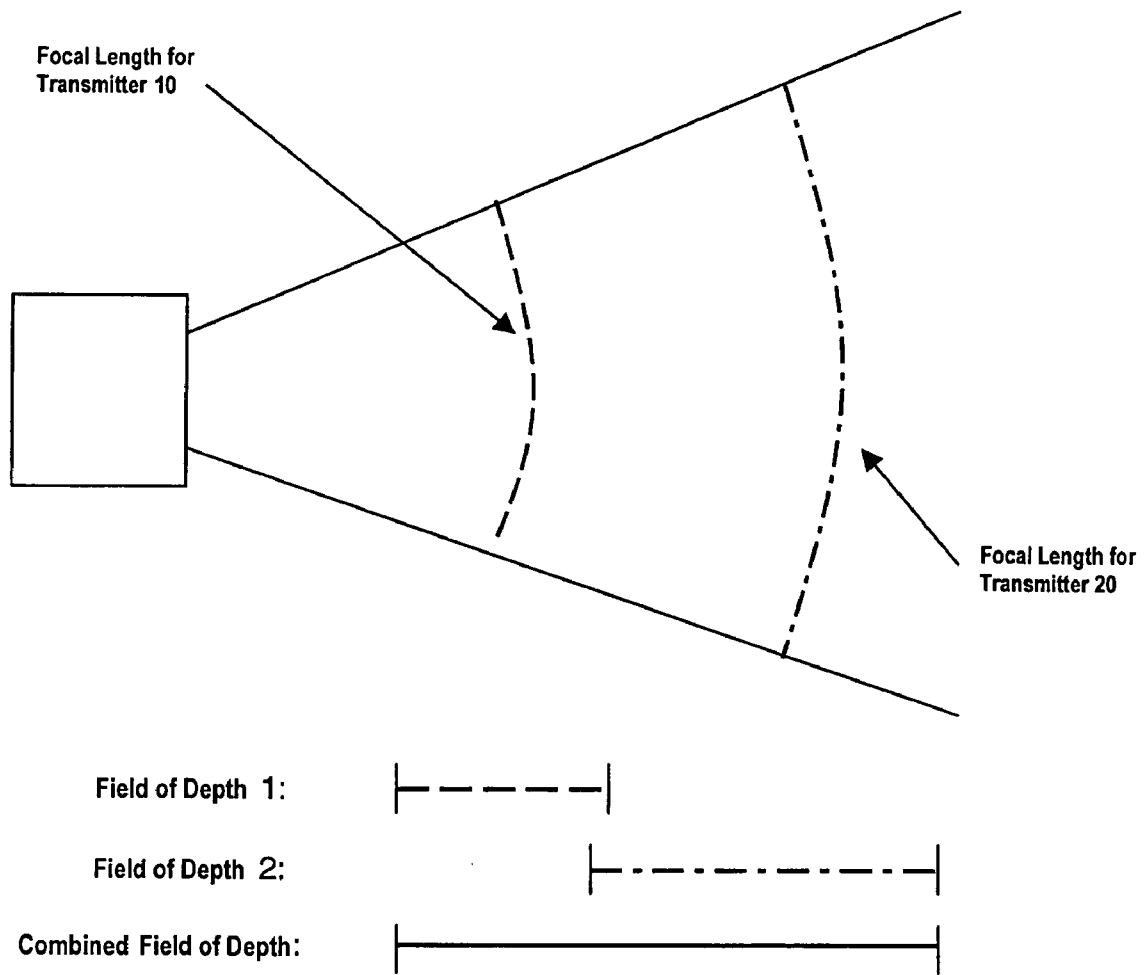 Focal Length for
Transmitter 10
Focal Length for
Transmitter 20
Field of Depth 1:
Field of Depth 2:
Combined Field of Depth: